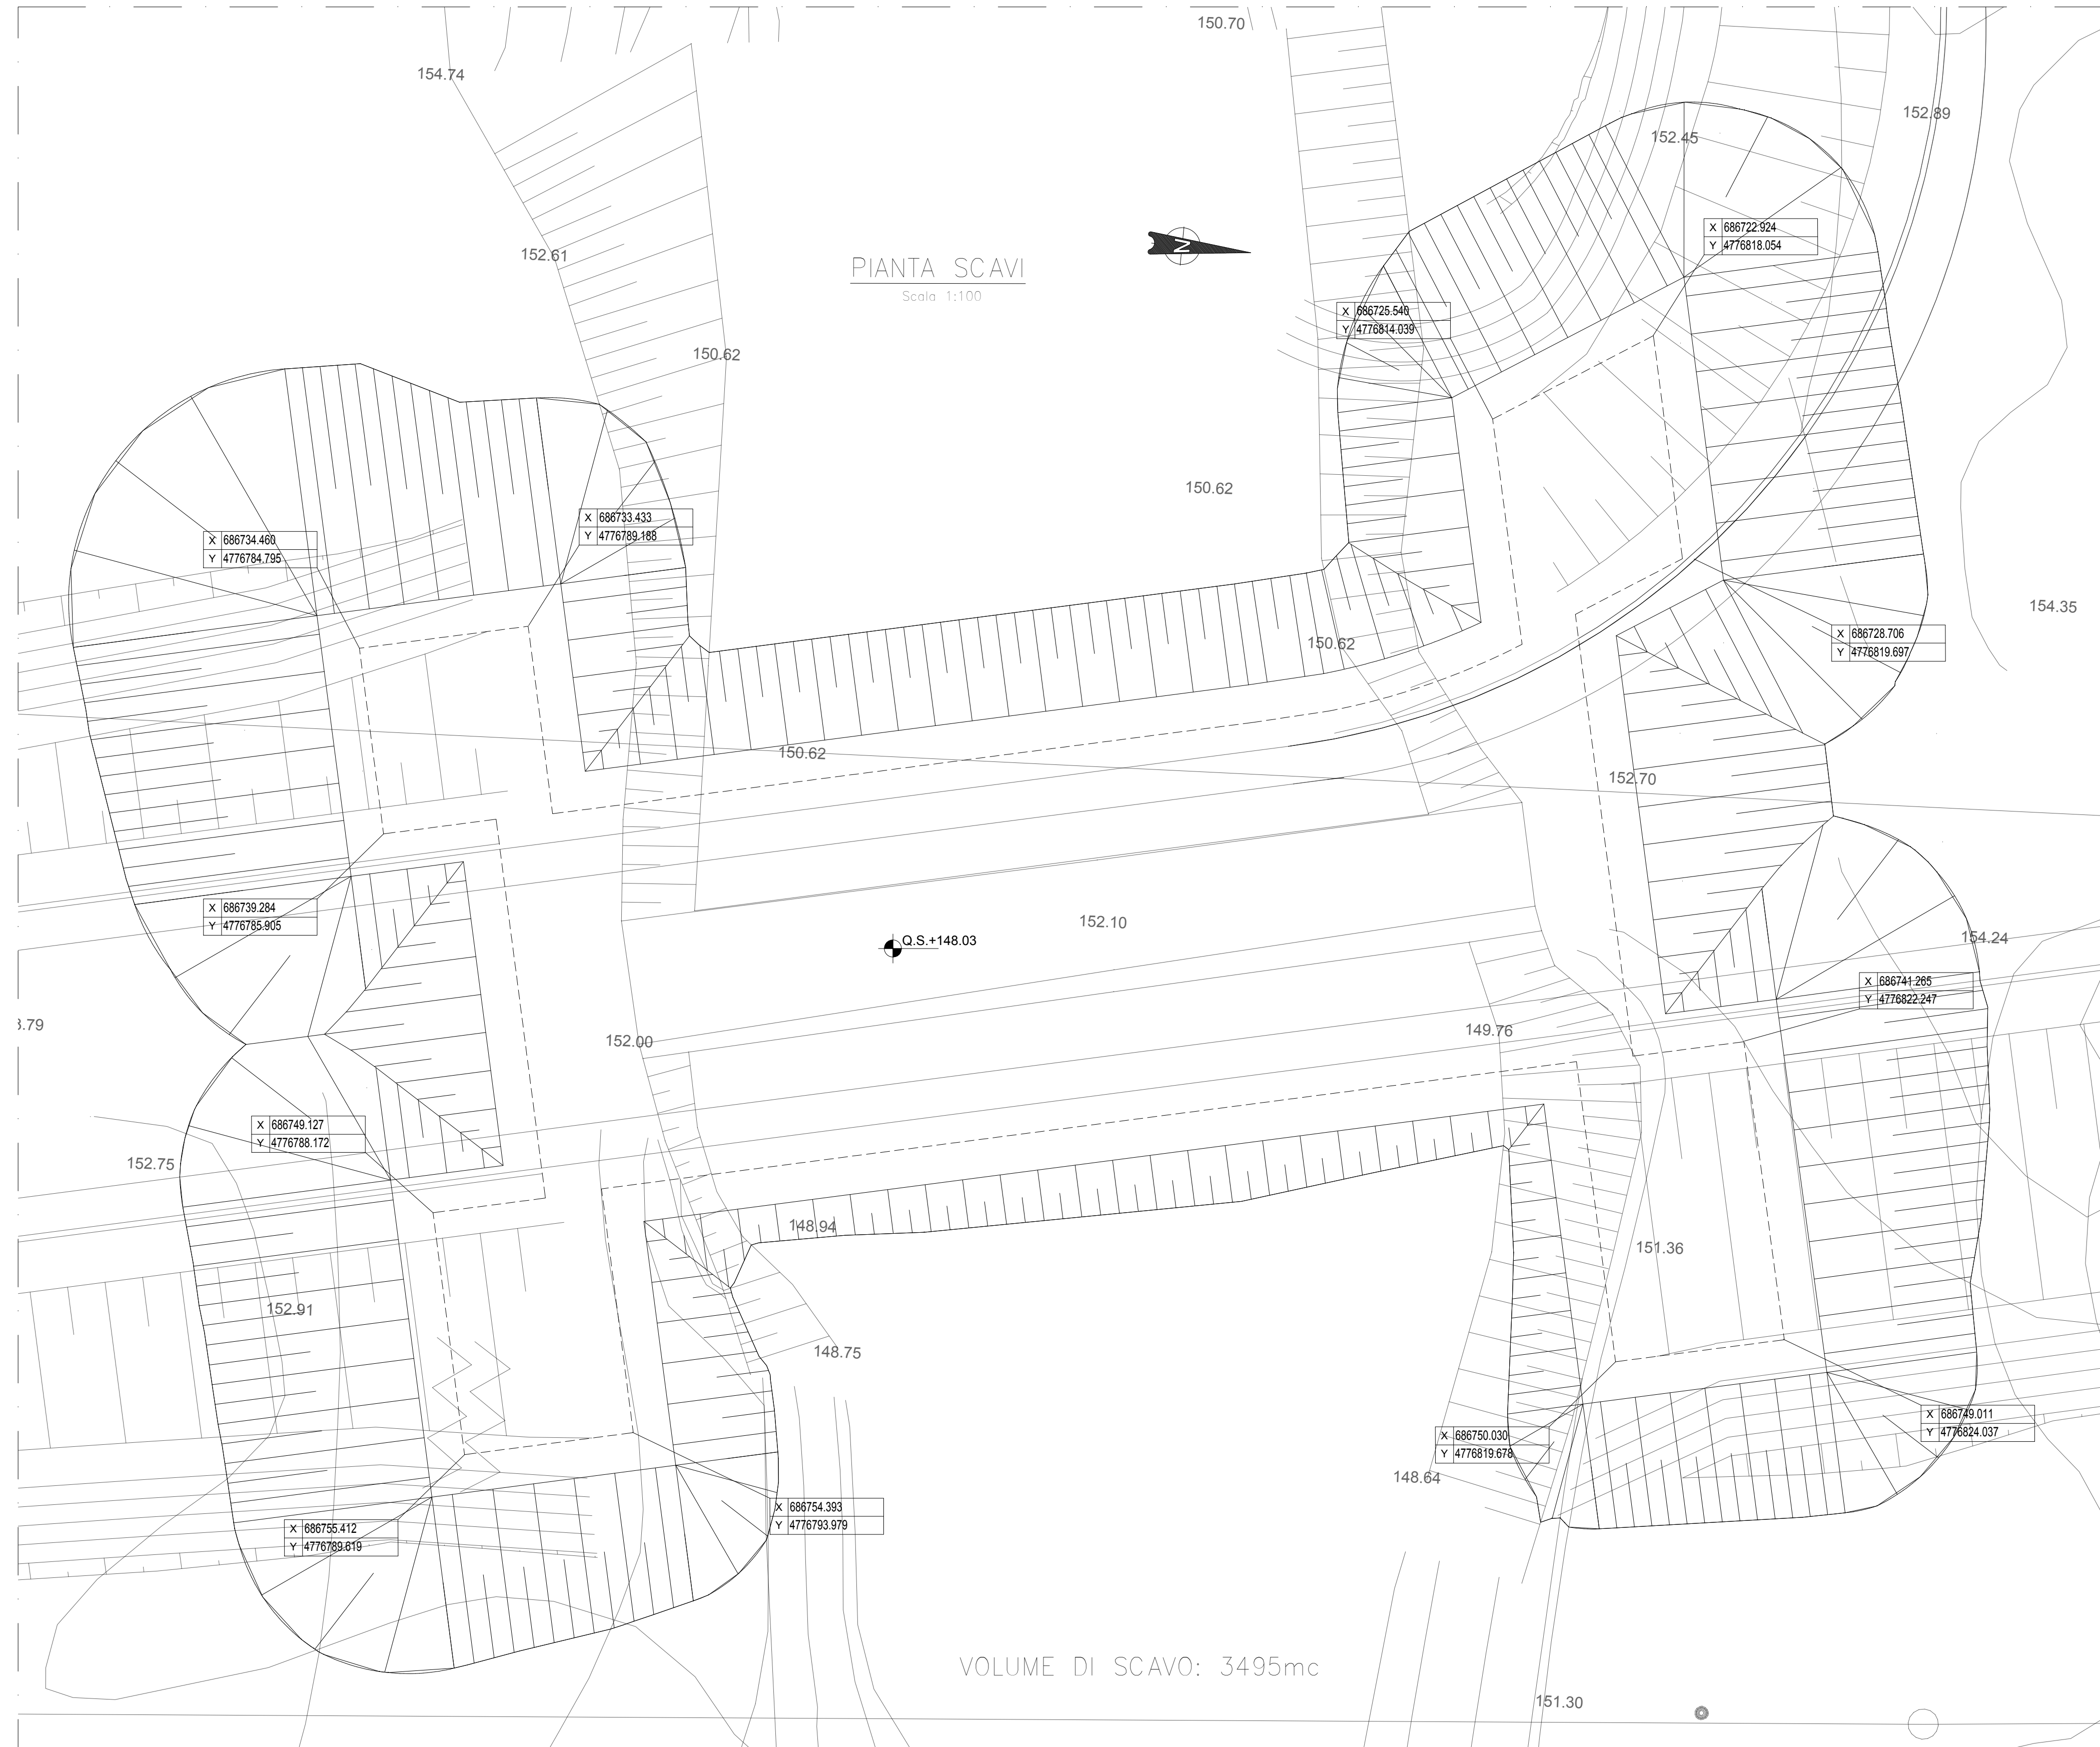 150.70
154.74
152.89
152.45
X 686722.924
Y 4776818.054
152.61
PIANTA SCAVI
N
Scala 1:100
X 686725.540
Y 4776814.039
150.62
150.62
X 686733.433
Y 4776789.188
X 686734.460
Y 4776784.795
154.35
X 686728.706
Y 4776819.697
150.62
150.62
152.70
X 686739.284
Y 4776785.905
152.10
Q.S.+148.03
154.24
X 686741.265
Y 4776822.247
3.79
152.00
149.76
X 686749.127
Y 4776788.172
152.75
148.94
151.36
152.91
148.75
X 686749.011
Y 4776824.037
X 686750.030
Y 4776819.678
148.64
X 686754.393
Y 4776793.979
X 686755.412
Y 4776789.619
VOLUME DI SCAVO: 3495mc
151.30